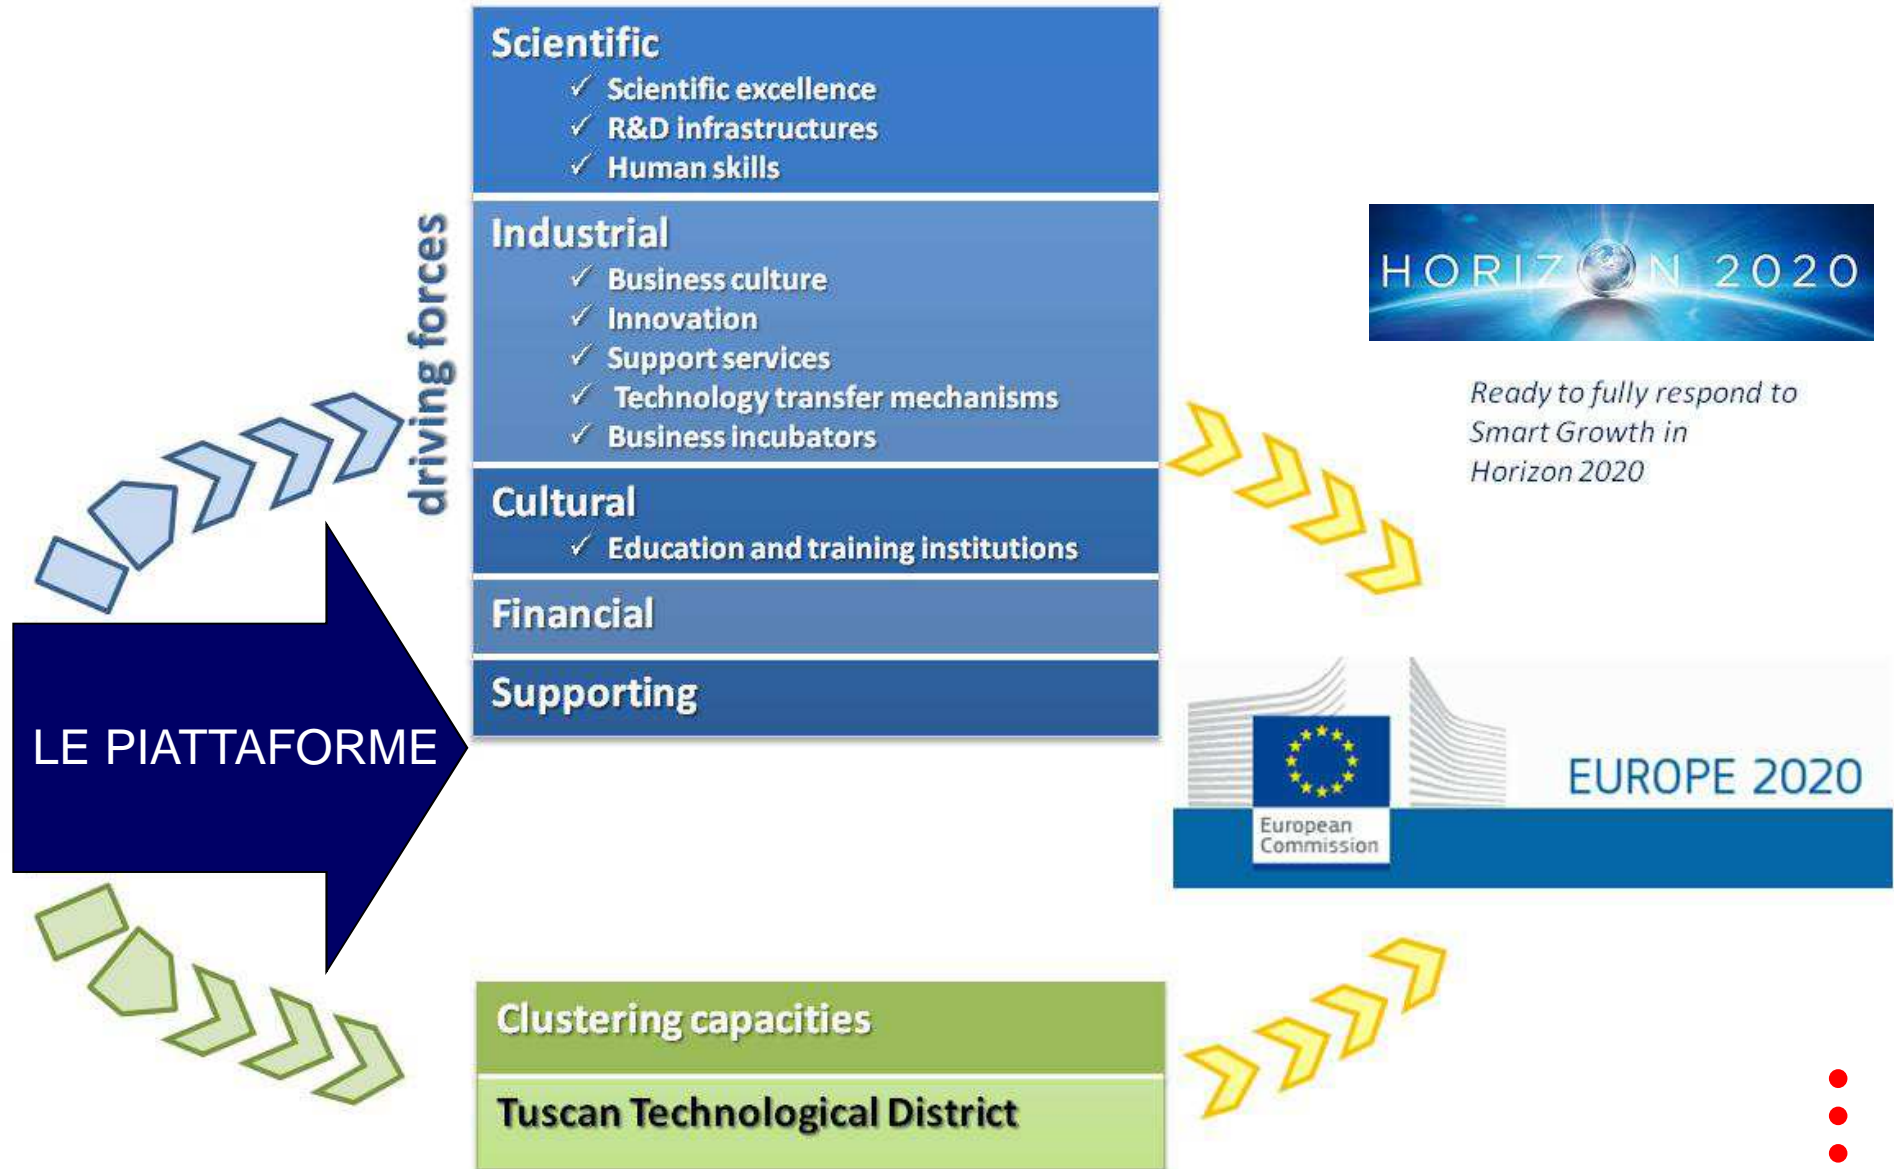 LE PIATTAFORME
driving forces
Scientific
✓ Scientific excellence
✓ R&D infrastructures
✓ Human skills
Industrial
✓ Business culture
✓ Innovation
✓ Support services
✓ Technology transfer mechanisms
✓ Business incubators
Cultural
✓ Education and training institutions
Financial
Supporting
Clustering capacities
Tuscan Technological District
HORIZON 2020
Ready to fully respond to
Smart Growth in
Horizon 2020
European
Commission
EUROPE 2020